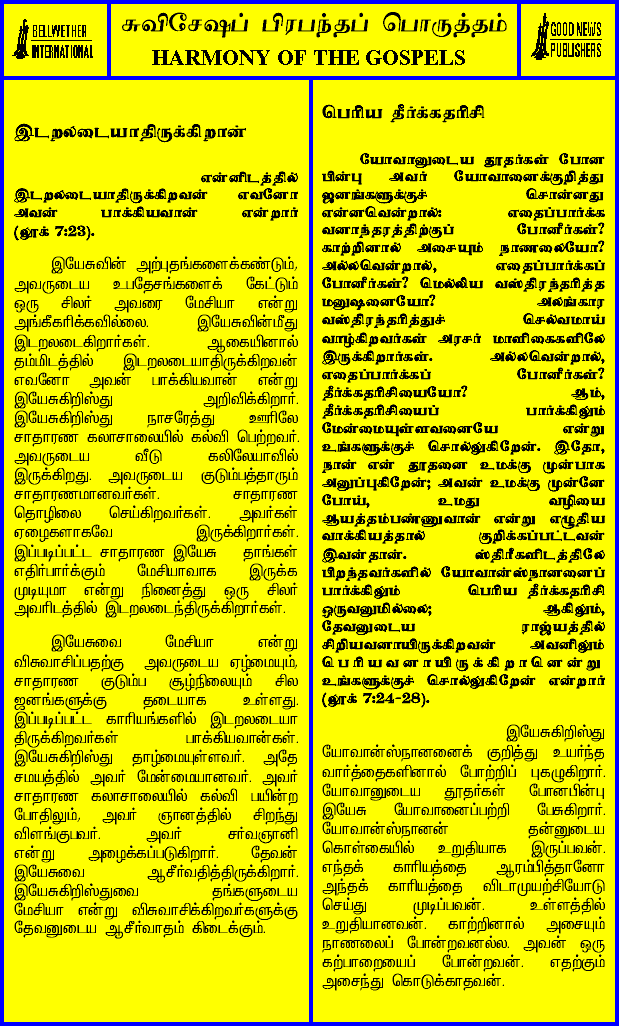 BELLWETHER
INTERNATIONAL
சுவிசேஷப் பிரபந்தப் பொருத்தம்
HARMONY OF THE GOSPELS
GOOD NEWS
PUBLISHERS
இடறலடையாதிருக்கிறான்
என்னிடத்தில்
இடறலடையாதிருக்கிறவன் எவனோ
அவன் பாக்கியவான் என்றார்
(லூக் 7:23).
இயேசுவின் அற்புதங்களைக்கண்டும்,
அவருடைய உபதேசங்களைக் கேட்டும்
ஒரு சிலர் அவரை மேசியா என்று
அங்கீகரிக்கவில்லை. இயேசுவின்மீது
இடறலடைகிறார்கள். ஆகையினால்
தம்மிடத்தில் இடறலடையாதிருக்கிறவன்
எவனோ அவன் பாக்கியவான் என்று
இயேசுகிறிஸ்து அறிவிக்கிறார்.
இயேசுகிறிஸ்து நாசரேத்து ஊரிலே
சாதாரண கலாசாலையில் கல்வி பெற்றவர்.
அவருடைய வீடு கலிலேயாவில்
இருக்கிறது. அவருடைய குடும்பத்தாரும்
சாதாரணமானவர்கள். சாதாரண
தொழிலை செய்கிறவர்கள். அவர்கள்
ஏழைகளாகவே இருக்கிறார்கள்.
இப்படிப்பட்ட சாதாரண இயேசு தாங்கள்
எதிர்பார்க்கும் மேசியாவாக இருக்க
முடியுமா என்று நினைத்து ஒரு சிலர்
அவரிடத்தில் இடறலடைந்திருக்கிறார்கள்.
இயேசுவை மேசியா என்று
விசுவாசிப்பதற்கு அவருடைய ஏழ்மையும்,
சாதாரண குடும்ப சூழ்நிலையும் சில
ஜனங்களுக்கு தடையாக உள்ளது.
இப்படிப்பட்ட காரியங்களில் இடறலடையா
திருக்கிறவர்கள் பாக்கியவான்கள்.
இயேசுகிறிஸ்து தாழ்மையுள்ளவர். அதே
சமயத்தில் அவர் மேன்மையானவர். அவர்
சாதாரண கலாசாலையில் கல்வி பயின்ற
போதிலும், அவர் ஞானத்தில் சிறந்து
விளங்குபவர். அவர் சர்வஞானி
என்று அழைக்கப்படுகிறார். தேவன்
இயேசுவை ஆசீர்வதித்திருக்கிறார்.
இயேசுகிறிஸ்துவை தங்களுடைய
மேசியா என்று விசுவாசிக்கிறவர்களுக்கு
தேவனுடைய ஆசீர்வாதம் கிடைக்கும்.
பெரிய தீர்க்கதரிசி
யோவானுடைய தூதர்கள் போன
பின்பு அவர் யோவானைக்குறித்து
ஜனங்களுக்குச் சொன்னது
என்னவென்றால்: எதைப்பார்க்க
வனாந்தரத்திற்குப் போனீர்கள்?
காற்றினால் அசையும் நாணலையோ?
அல்லவென்றால், எதைப்பார்க்கப்
போனீர்கள்? மெல்லிய வஸ்திரந்தரித்த
மனுஷனையோ? அலங்கார
வஸ்திரந்தரித்துச் செல்வமாய்
வாழ்கிறவர்கள் அரசர் மாளிகைகளிலே
இருக்கிறார்கள். அல்லவென்றால்,
எதைப்பார்க்கப் போனீர்கள்?
தீர்க்கதரிசியையோ? ஆம்,
தீர்க்கதரிசியைப் பார்க்கிலும்
மேன்மையுள்ளவனையே என்று
உங்களுக்குச் சொல்லுகிறேன். இதோ,
நான் என் தூதனை உமக்கு முன்பாக
அனுப்புகிறேன்; அவன் உமக்கு முன்னே
போய், உமது வழியை
ஆயத்தம்பண்ணுவான் என்று எழுதிய
வாக்கியத்தால் குறிக்கப்பட்டவன்
இவன்தான். ஸ்திரீகளிடத்திலே
பிறந்தவர்களில் யோவான்ஸ்நானனைப்
பார்க்கிலும் பெரிய தீர்க்கதரிசி
ஒருவனுமில்லை; ஆகிலும்,
தேவனுடைய ராஜ்யத்தில்
சிறியவனாயிருக்கிறவன் அவனிலும்
பெரியவனாயிருக்கிறானென்று
உங்களுக்குச் சொல்லுகிறேன் என்றார்
(லூக் 7:24-28).
இயேசுகிறிஸ்து
யோவான்ஸ்நானனைக் குறித்து உயர்ந்த
வார்த்தைகளினால் போற்றிப் புகழுகிறார்.
யோவானுடைய தூதர்கள் போனபின்பு
இயேசு யோவானைப்பற்றி பேசுகிறார்.
யோவான்ஸ்நானன் தன்னுடைய
கொள்கையில் உறுதியாக இருப்பவன்.
எந்தக் காரியத்தை ஆரம்பித்தானோ
அந்தக் காரியத்தை விடாமுயற்சியோடு
செய்து முடிப்பவன். உள்ளத்தில்
உறுதியானவன். காற்றினால் அசையும்
நாணலைப் போன்றவனல்ல. அவன் ஒரு
கற்பாறையைப் போன்றவன். எதற்கும்
அசைந்து கொடுக்காதவன்.